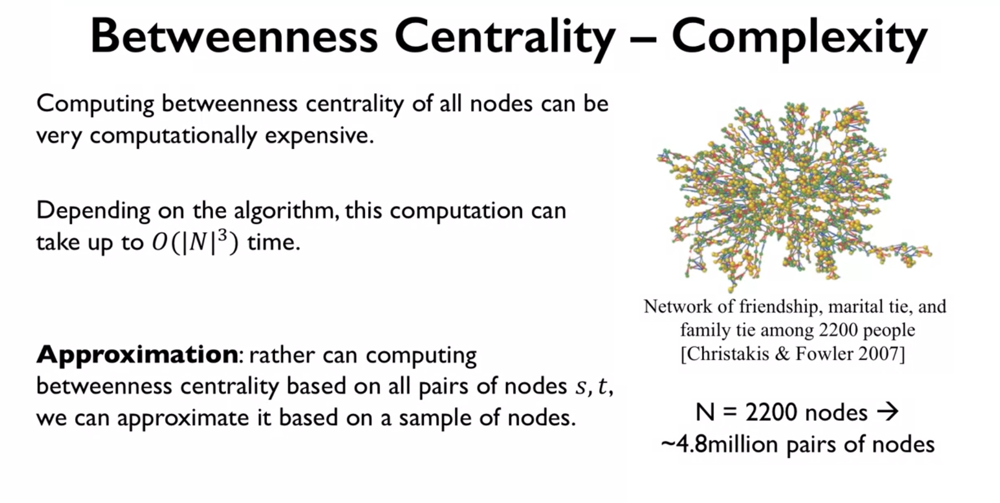 Betweenness Centrality – Complexity
Computing betweenness centrality of all nodes can be
very computationally expensive.
Depending on the algorithm, this computation can
take up to O(|N|³) time.
Approximation: rather can computing
betweenness centrality based on all pairs of nodes s, t,
we can approximate it based on a sample of nodes.
Network of friendship, marital tie, and
family tie among 2200 people
[Christakis & Fowler 2007]
N = 2200 nodes →
~4.8million pairs of nodes